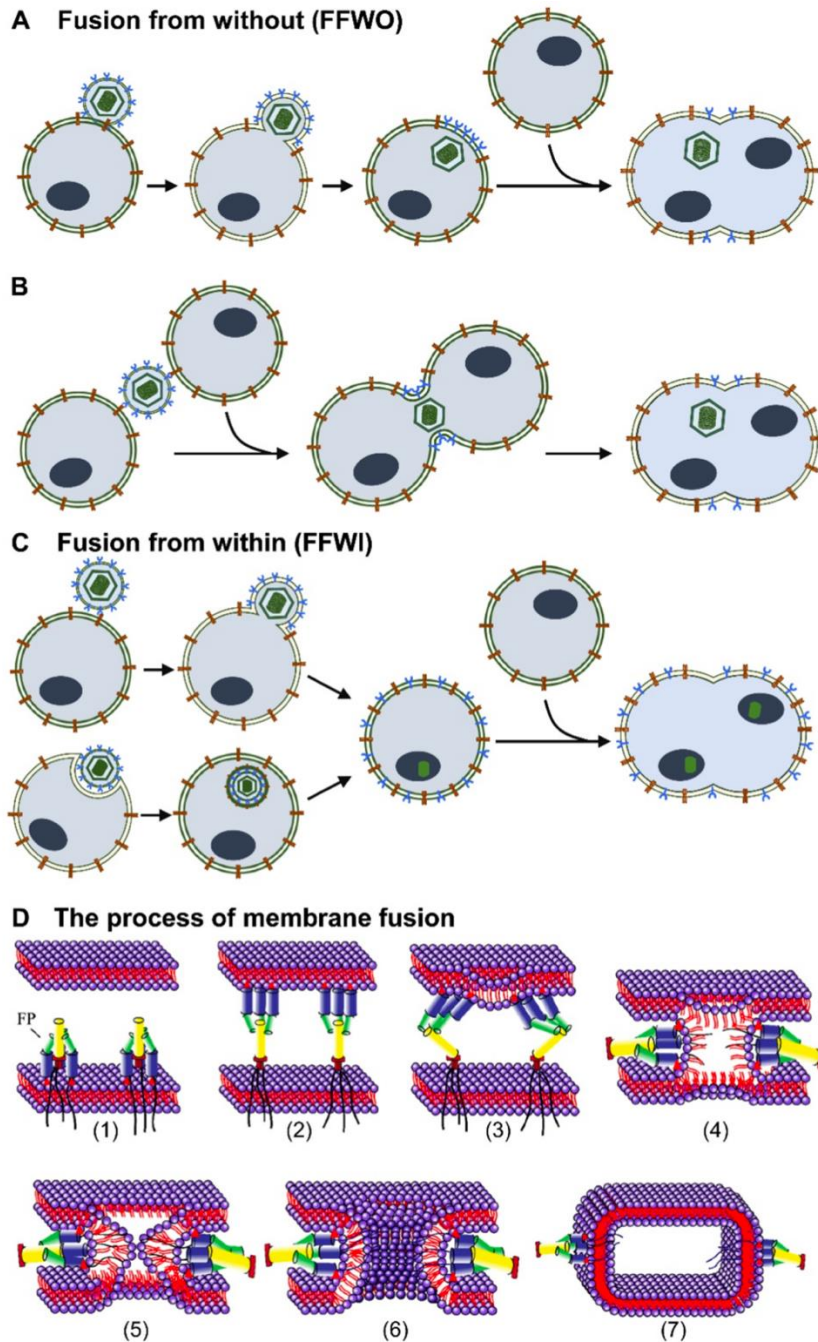 A Fusion from without (FFWO)
B
C Fusion from within (FFWI)
D The process of membrane fusion
FP
(1)
(2)
(3)
(4)
(5)
(6)
(7)